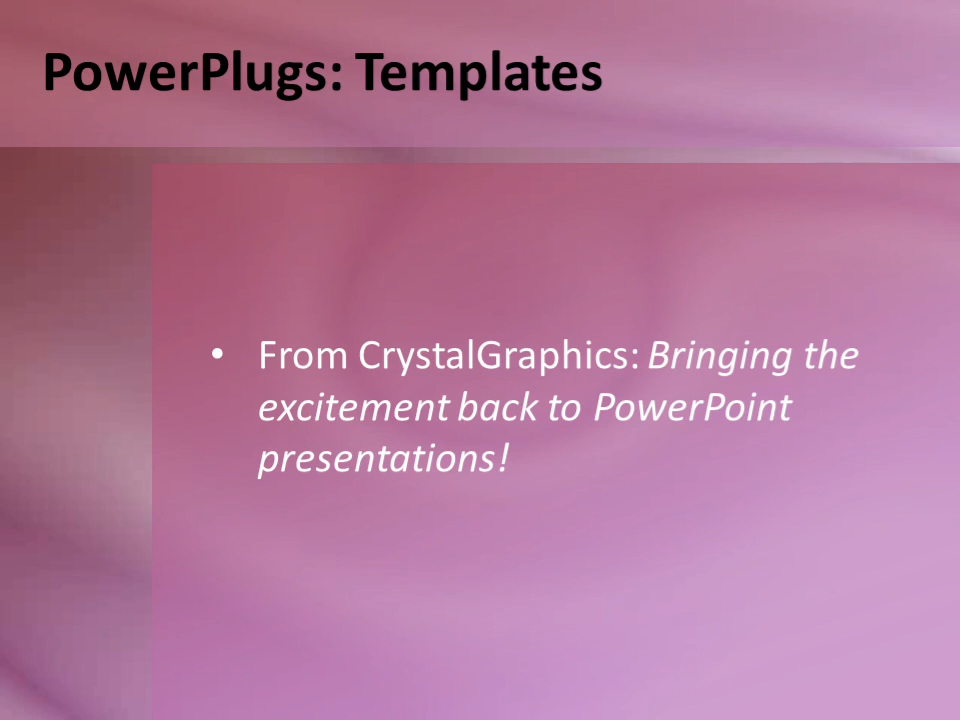 PowerPlugs: Templates
• From CrystalGraphics: Bringing the
excitement back to PowerPoint
presentations!